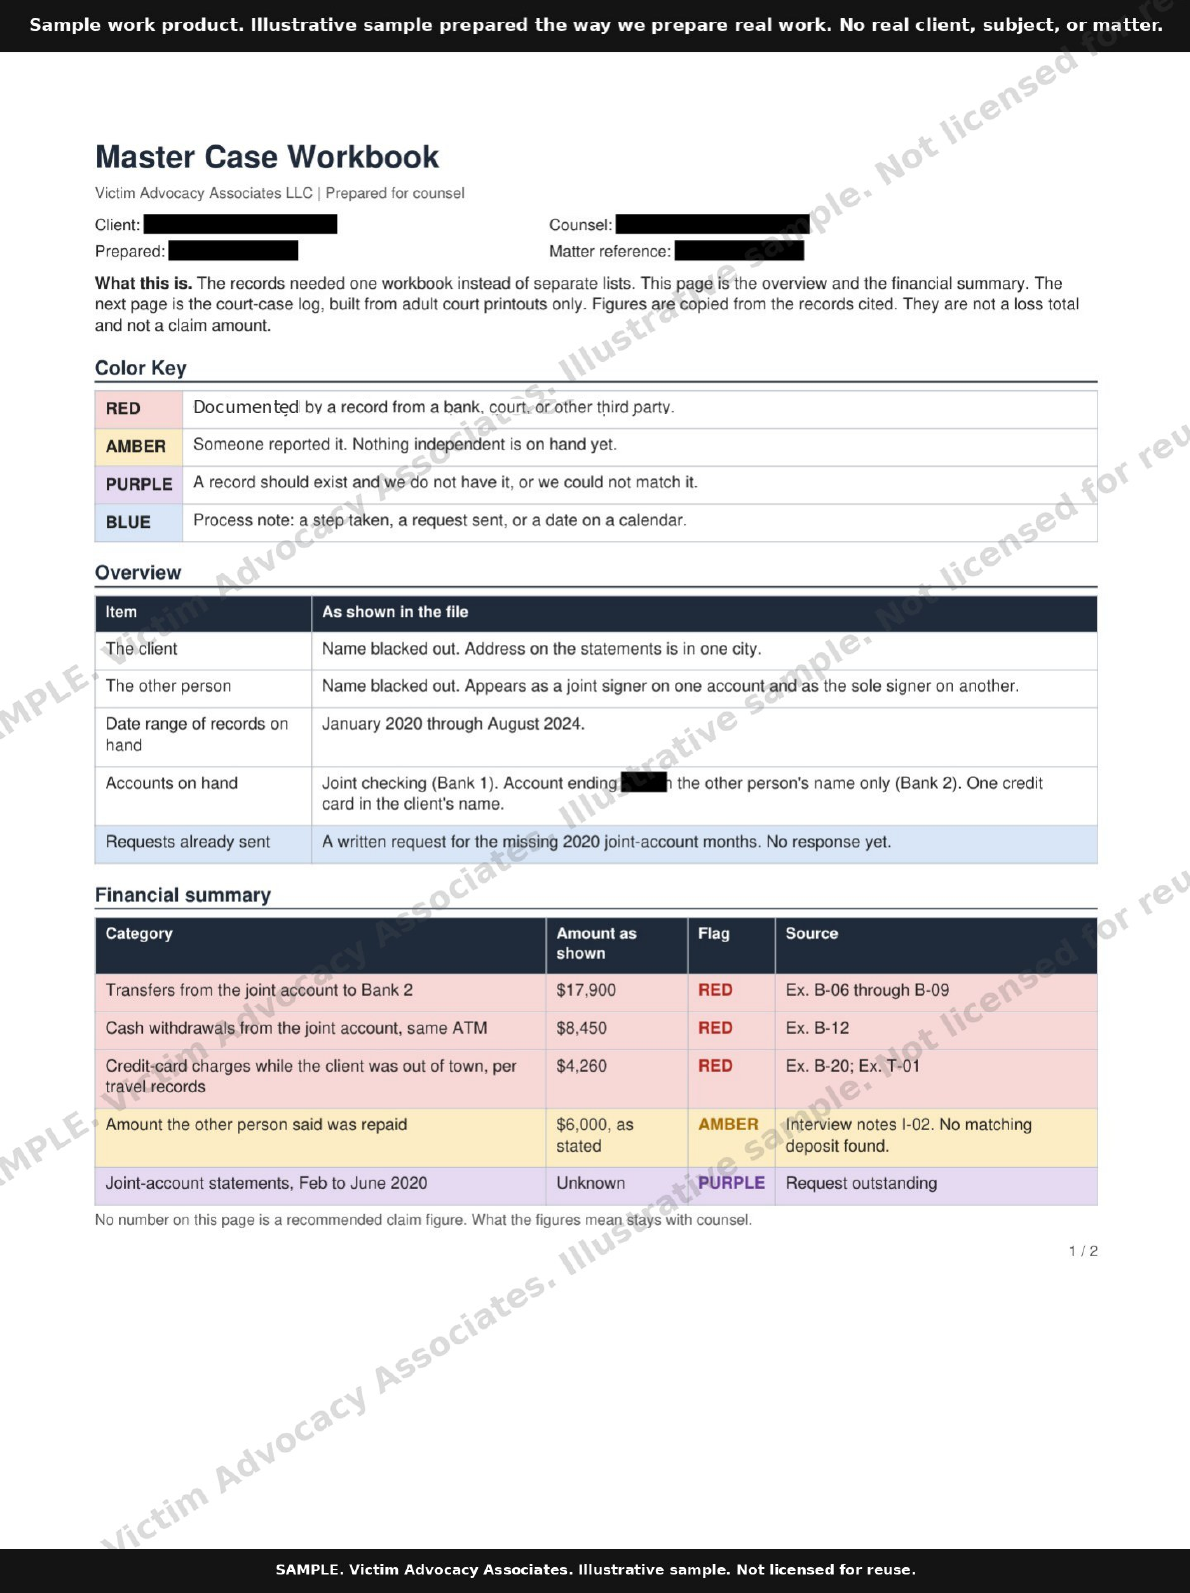 Sample work product. Illustrative sample prepared the way we prepare real work. No real client, subject, or matter.
Master Case Workbook
Victim Advocacy Associates LLC | Prepared for counsel
Client: Counsel:
Prepared: Matter reference:
What this is. The records needed one workbook instead of separate lists. This page is the overview and the financial summary. The
next page is the court-case log, built from adult court printouts only. Figures are copied from the records cited. They are not a loss total
and not a claim amount.
Color Key
RED Documented by a record from a bank, court, or other third party.
AMBER Someone reported it. Nothing independent is on hand yet.
PURPLE A record should exist and we do not have it, or we could not match it.
BLUE Process note: a step taken, a request sent, or a date on a calendar.
Overview
Item As shown in the file
The client Name blacked out. Address on the statements is in one city.
The other person Name blacked out. Appears as a joint signer on one account and as the sole signer on another.
Date range of records on January 2020 through August 2024.
hand
Accounts on hand Joint checking (Bank 1). Account ending the other person's name only (Bank 2). One credit
card in the client's name.
Requests already sent A written request for the missing 2020 joint-account months. No response yet.
Financial summary
Category Amount as Flag Source
shown
Transfers from the joint account to Bank 2 $17,900 RED Ex. B-06 through B-09
Cash withdrawals from the joint account, same ATM $8,450 RED Ex. B-12
Credit-card charges while the client was out of town, per $4,260 RED Ex. B-20; Ex. T-01
travel records
Amount the other person said was repaid $6,000, as AMBER Interview notes I-02. No matching
stated deposit found.
Joint-account statements, Feb to June 2020 Unknown PURPLE Request outstanding
No number on this page is a recommended claim figure. What the figures mean stays with counsel.
1 / 2
SAMPLE. Victim Advocacy Associates. Illustrative sample. Not licensed for reuse.
SAMPLE. Victim Advocacy Associates. Illustrative sample. Not licensed for reuse.